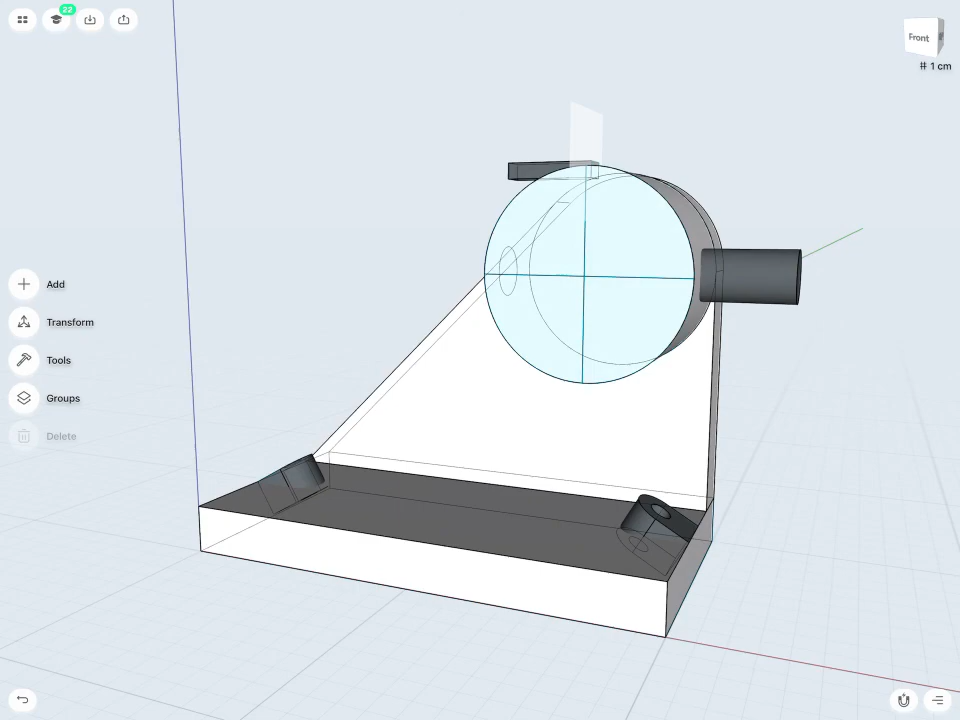 22
Front
# 1 cm
Add
Transform
Tools
Groups
Delete